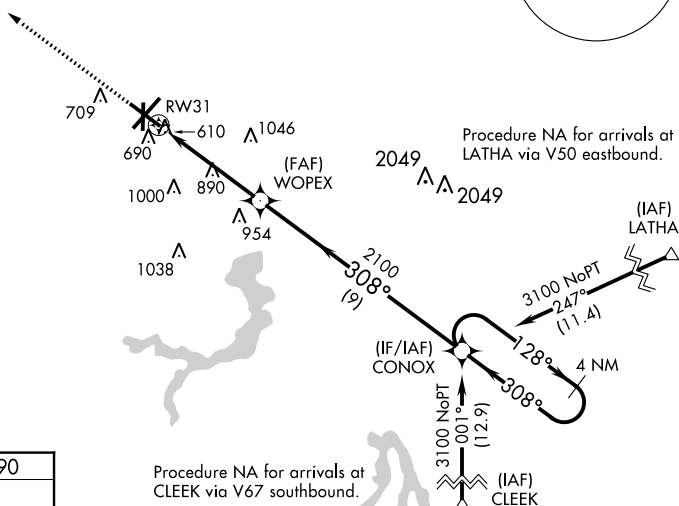 709
RW31
610
690
1046
Procedure NA for arrivals at
LATHA via V50 eastbound.
2049
2049
(FAF)
WOPEX
890
1000
954
1038
(IAF)
LATHA
2100
308°
(9)
3100 NoPT
247°
(11.4)
(IF/IAF)
CONOX
128°
4 NM
308°
3100 NoPT
001°
(12.9)
90
Procedure NA for arrivals at
CLEEK via V67 southbound.
(IAF)
CLEEK